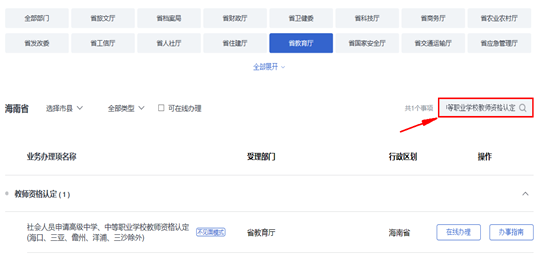 全部部门 省旅文厅 省档案局 省财政厅 省卫健委 省科技厅 省商务厅 省农业农村厅
省发改委 省工信厅 省人社厅 省住建厅 省教育厅 省国家安全厅 省交通运输厅 省应急管理厅
全部展开
海南省 选择市县 全部类型 可在线办理 共1个事项 等职业学校教师资格认定
业务办理项名称 受理部门 行政区划 操作
教师资格认定 ( 1 )
社会人员申请高级中学、中等职业学校教师资格认定 不见面模式 省教育厅 海南省 在线办理 办事指南
(海口、三亚、儋州、洋浦、三沙除外)